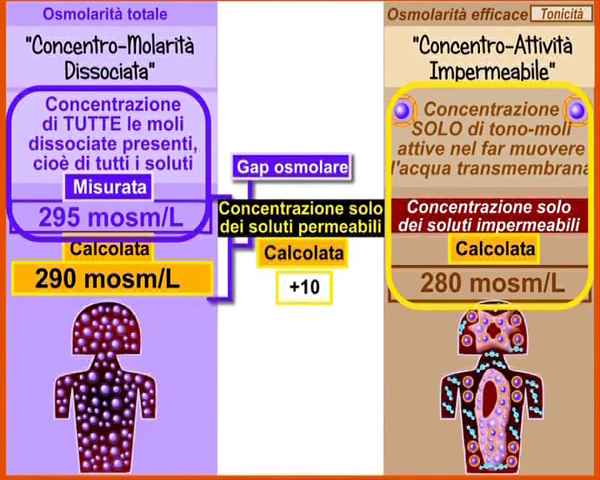 Osmolarità totale
"Concentro-Molarità
Dissociata"
Concentrazione
di TUTTE le moli
dissociate presenti,
cioè di tutti i soluti
Misurata
295 mosm/L
Calcolata
290 mosm/L
Gap osmolare
Concentrazione solo
dei soluti permeabili
Calcolata
+10
Osmolarità efficace Tonicità
"Concentro-Attività
Impermeabile"
Concentrazione
SOLO di tono-moli
attive nel far muovere
l'acqua transmembrana
Concentrazione solo
dei soluti impermeabili
Calcolata
280 mosm/L